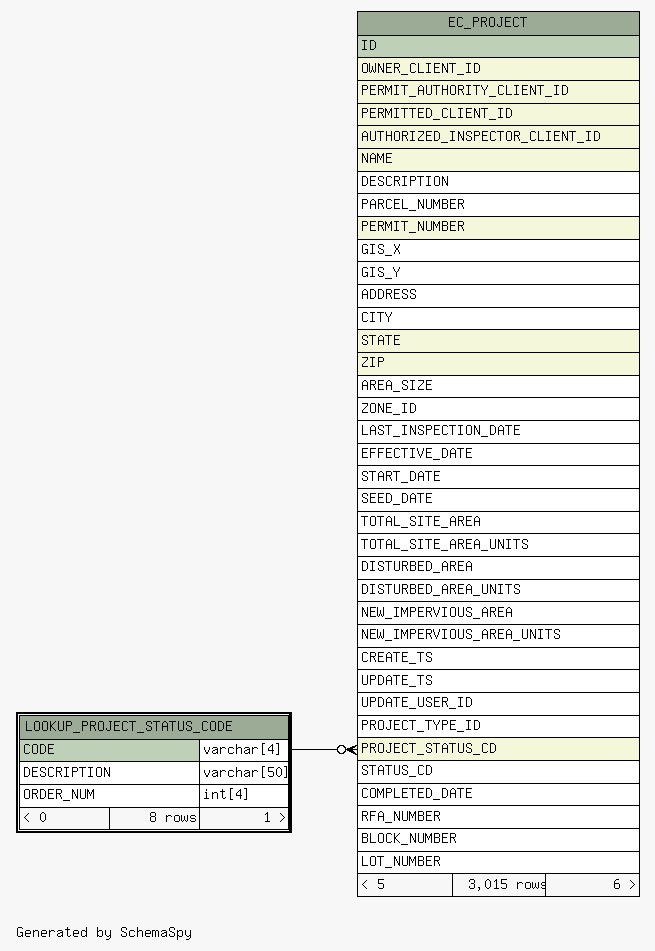 EC_PROJECT
ID
OWNER_CLIENT_ID
PERMIT_AUTHORITY_CLIENT_ID
PERMITTED_CLIENT_ID
AUTHORIZED_INSPECTOR_CLIENT_ID
NAME
DESCRIPTION
PARCEL_NUMBER
PERMIT_NUMBER
GIS_X
GIS_Y
ADDRESS
CITY
STATE
ZIP
AREA_SIZE
ZONE_ID
LAST_INSPECTION_DATE
EFFECTIVE_DATE
START_DATE
SEED_DATE
TOTAL_SITE_AREA
TOTAL_SITE_AREA_UNITS
DISTURBED_AREA
DISTURBED_AREA_UNITS
NEW_IMPERVIOUS_AREA
NEW_IMPERVIOUS_AREA_UNITS
CREATE_TS
UPDATE_TS
UPDATE_USER_ID
PROJECT_TYPE_ID
PROJECT_STATUS_CD
STATUS_CD
COMPLETED_DATE
RFA_NUMBER
BLOCK_NUMBER
LOT_NUMBER
< 5 3,015 rows 6 >
LOOKUP_PROJECT_STATUS_CODE
CODE varchar[4]
DESCRIPTION varchar[50]
ORDER_NUM int[4]
< 0 8 rows 1 >
Generated by SchemaSpy